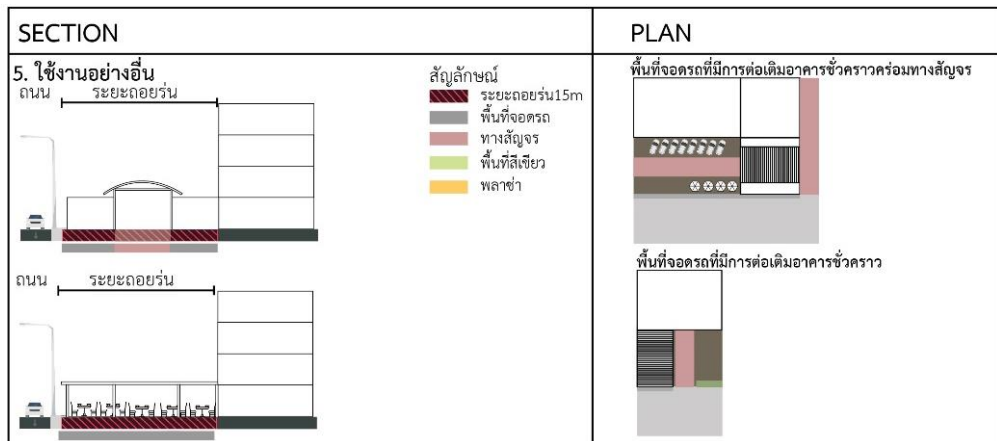 SECTION
PLAN
5. ใช้งานอย่างอื่น
ถนน ระยะถอยร่น
สัญลักษณ์
ระยะถอยร่น15m
พื้นที่จอดรถ
ทางสัญจร
พื้นที่สีเขียว
พลาซ่า
ถนน ระยะถอยร่น
พื้นที่จอดรถที่มีการต่อเติมอาคารชั่วคราวคร่อมทางสัญจร
พื้นที่จอดรถที่มีการต่อเติมอาคารชั่วคราว